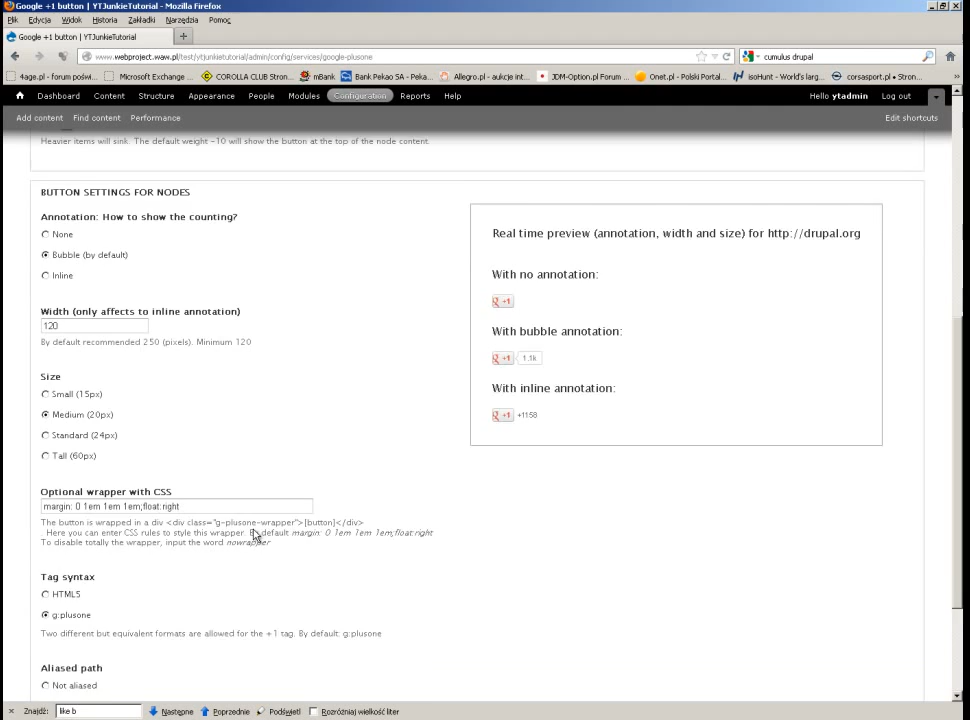 Google +1 button | YTJunkieTutorial - Mozilla Firefox
Plik Edycja Widok Historia Zakładki Narzędzia Pomoc
Google +1 button | YTJunkieTutorial +
www.webproject.waw.pl/test/ytjunkieTutorial/admin/config/services/google-plusone
cumulus drupal
4age.pl - forum poświ... Microsoft Exchange ... COROLLA CLUB Stron... mBank Bank Pekao SA - Peka... Allegro.pl - aukcje int... JDM-Option.pl Forum ... Onet.pl - Polski Portal... isoHunt - World's larg... corsasport.pl • Stron... »
Dashboard Content Structure Appearance People Modules Configuration Reports Help Hello ytadmin Log out
Add content Find content Performance Edit shortcuts
Heavier items will sink. The default weight -10 will show the button at the top of the node content.
BUTTON SETTINGS FOR NODES
Annotation: How to show the counting?
None
Bubble (by default)
Inline
Width (only affects to inline annotation)
120
By default recommended 250 (pixels). Minimum 120
Size
Small (15px)
Medium (20px)
Standard (24px)
Tall (60px)
Real time preview (annotation, width and size) for http://drupal.org
With no annotation:
+1
With bubble annotation:
+1 1.1k
With inline annotation:
+1 +1158
Optional wrapper with CSS
margin: 0 1em 1em 1em;float:right
The button is wrapped in a div <div class="g-plusone-wrapper">[button]</div>
Here you can enter CSS rules to style this wrapper. By default margin: 0 1em 1em 1em;float:right
To disable totally the wrapper, input the word nowrapper
Tag syntax
HTML5
g:plusone
Two different but equivalent formats are allowed for the +1 tag. By default: g:plusone
Aliased path
Not aliased
× Znajdź: like b Następne Poprzednie Podświetl Rozróżniaj wielkość liter